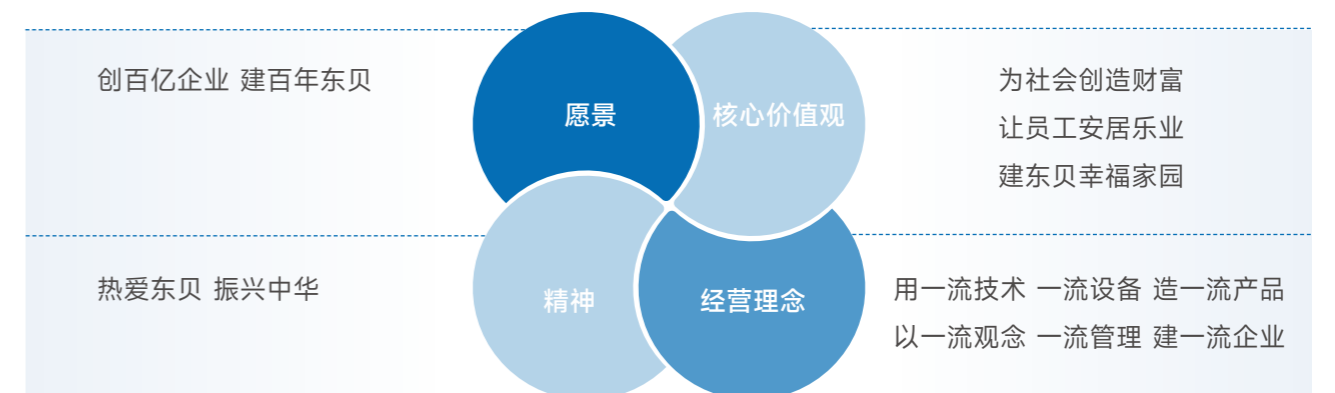 创百亿企业 建百年东贝
愿景
核心价值观
为社会创造财富
让员工安居乐业
建东贝幸福家园
热爱东贝 振兴中华
精神
经营理念
用一流技术 一流设备 造一流产品
以一流观念 一流管理 建一流企业